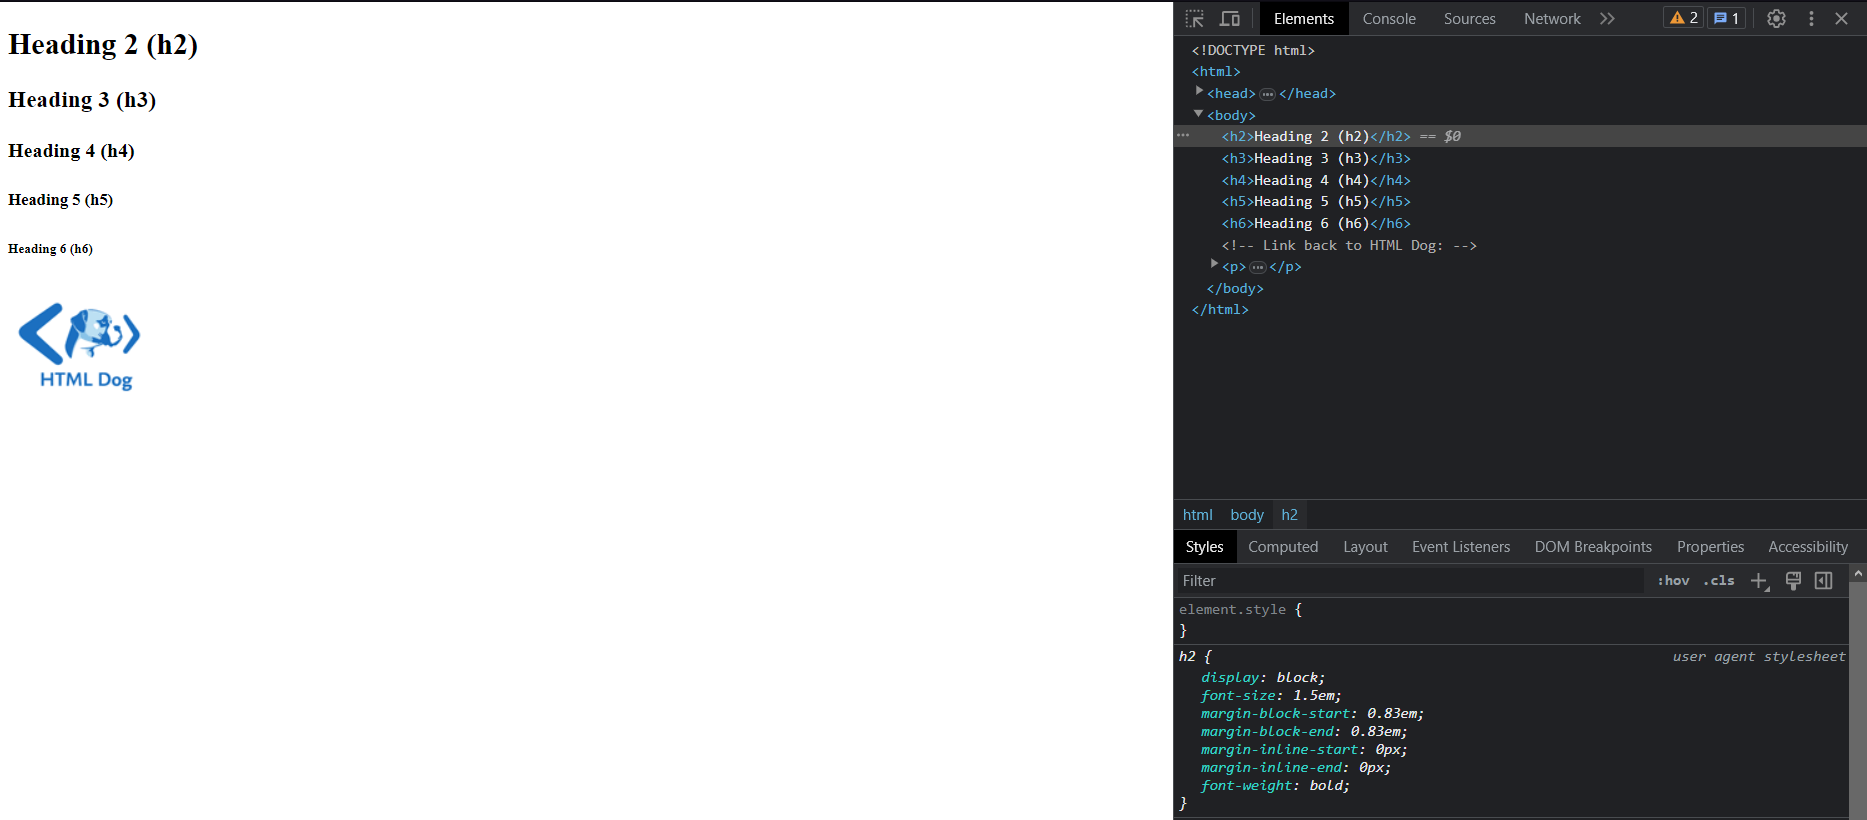 Heading 2 (h2)
Heading 3 (h3)
Heading 4 (h4)
Heading 5 (h5)
Heading 6 (h6)
HTML Dog
Elements Console Sources Network 2 1
<!DOCTYPE html>
<html>
<head> ⋯ </head>
<body>
<h2>Heading 2 (h2)</h2> == $0
<h3>Heading 3 (h3)</h3>
<h4>Heading 4 (h4)</h4>
<h5>Heading 5 (h5)</h5>
<h6>Heading 6 (h6)</h6>
<!-- Link back to HTML Dog: -->
<p> ⋯ </p>
</body>
</html>
html body h2
Styles Computed Layout Event Listeners DOM Breakpoints Properties Accessibility
Filter :hov .cls
element.style {
}
h2 { user agent stylesheet
display: block;
font-size: 1.5em;
margin-block-start: 0.83em;
margin-block-end: 0.83em;
margin-inline-start: 0px;
margin-inline-end: 0px;
font-weight: bold;
}